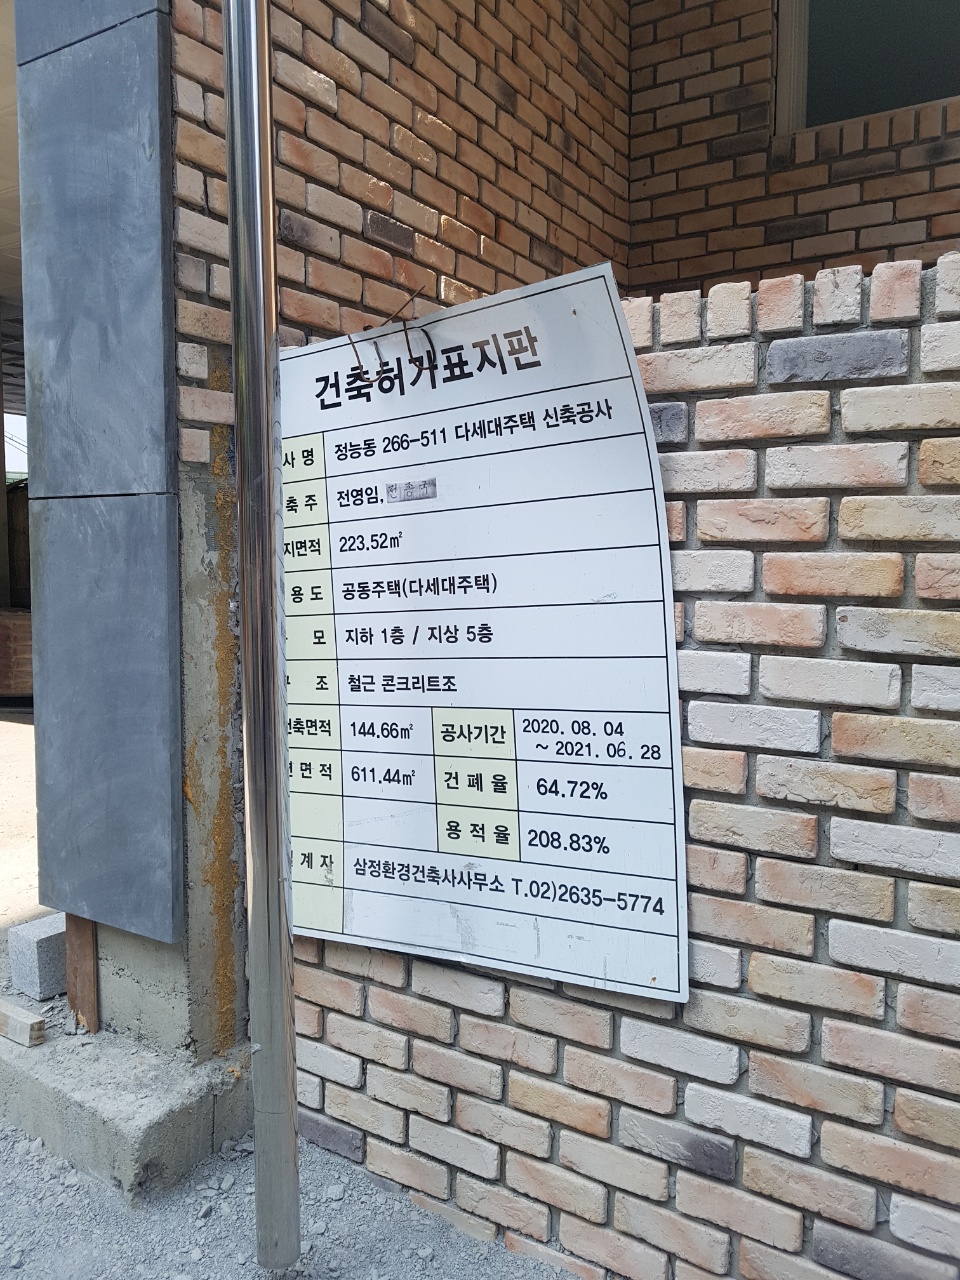 건축허가표지판
사 명 정능동 266-511 다세대주택 신축공사
축 주 전영임,
지면적 223.52㎡
용 도 공동주택(다세대주택)
모 지하 1층 / 지상 5층
조 철근 콘크리트조
건축면적 144.66㎡ 공사기간 2020. 08. 04 ~ 2021. 06. 28
면 적 611.44㎡ 건 폐 율 64.72%
용 적 율 208.83%
계 자 삼정환경건축사사무소 T.02)2635-5774